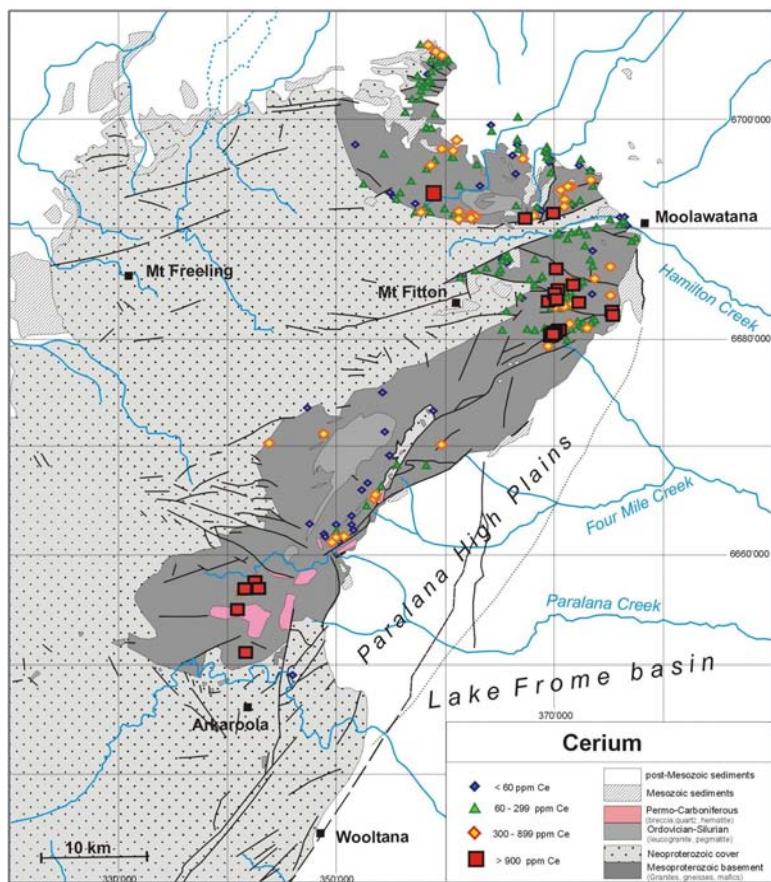 6700'000
Moolawatana
Mt Freeling
Mt Fitton
Hamilton Creek
6680'000
Paralana High Plains
Four Mile Creek
6660'000
Paralana Creek
Lake Frome basin
370'000
Arkaroola
Wooltana
10 km
330'000
350'000
Cerium
< 60 ppm Ce
60 - 299 ppm Ce
300 - 899 ppm Ce
> 900 ppm Ce
post-Mesozoic sediments
Mesozoic sediments
Permo-Carboniferous
(breccia, quartz, hematite)
Ordovician-Silurian
(leucogranite, pegmatite)
Neoproterozoic cover
Mesoproterozoic basement
(Granites, gneisses, mafics)